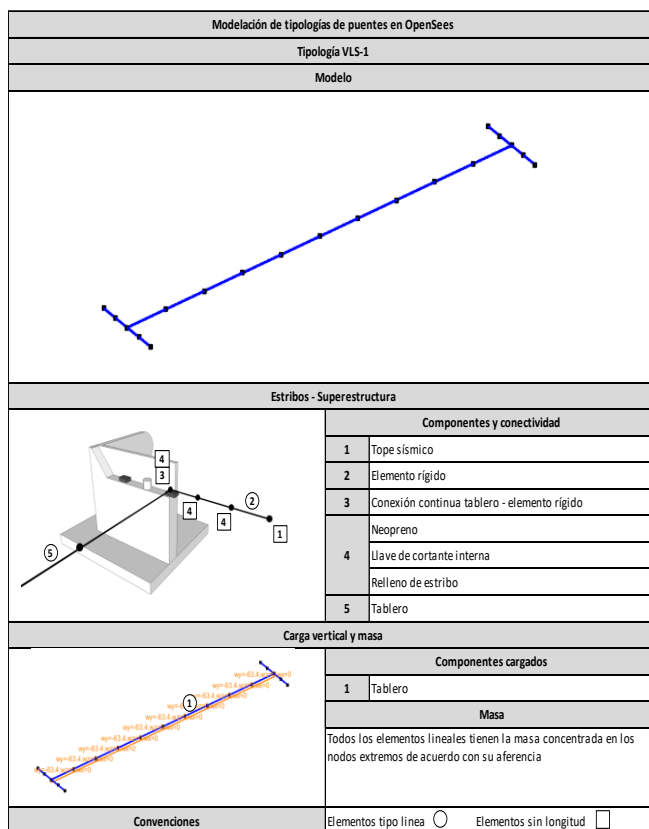 Modelación de tipologías de puentes en OpenSees
Tipología VLS-1
Modelo
Estribos - Superestructura
Componentes y conectividad
1 Tope sísmico
2 Elemento rígido
3 Conexión continua tablero - elemento rígido
4 Neopreno
Llave de cortante interna
Relleno de estribo
5 Tablero
4
3
2
4
4
1
5
Carga vertical y masa
Componentes cargados
1 Tablero
Masa
Todos los elementos lineales tienen la masa concentrada en los
nodos extremos de acuerdo con su aferencia
1
Convenciones
Elementos tipo linea
Elementos sin longitud